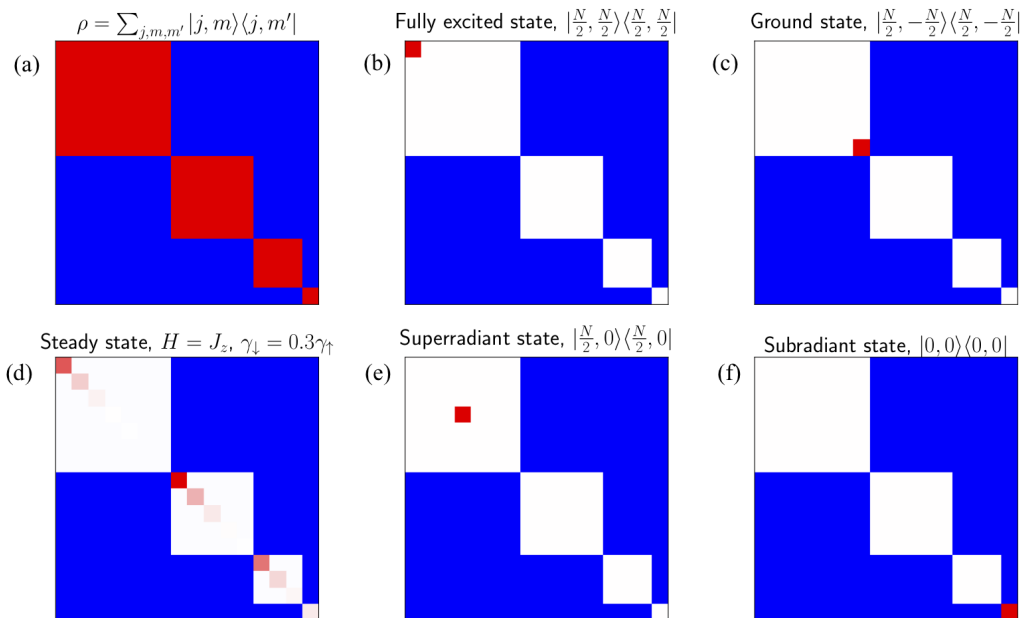 ρ = ∑_{j,m,m′} |j, m⟩⟨j, m′|
Fully excited state, |N/2, N/2⟩⟨N/2, N/2|
Ground state, |N/2, −N/2⟩⟨N/2, −N/2|
(a)
(b)
(c)
Steady state, H = J_z, γ_↓ = 0.3γ_↑
Superradiant state, |N/2, 0⟩⟨N/2, 0|
Subradiant state, |0, 0⟩⟨0, 0|
(d)
(e)
(f)